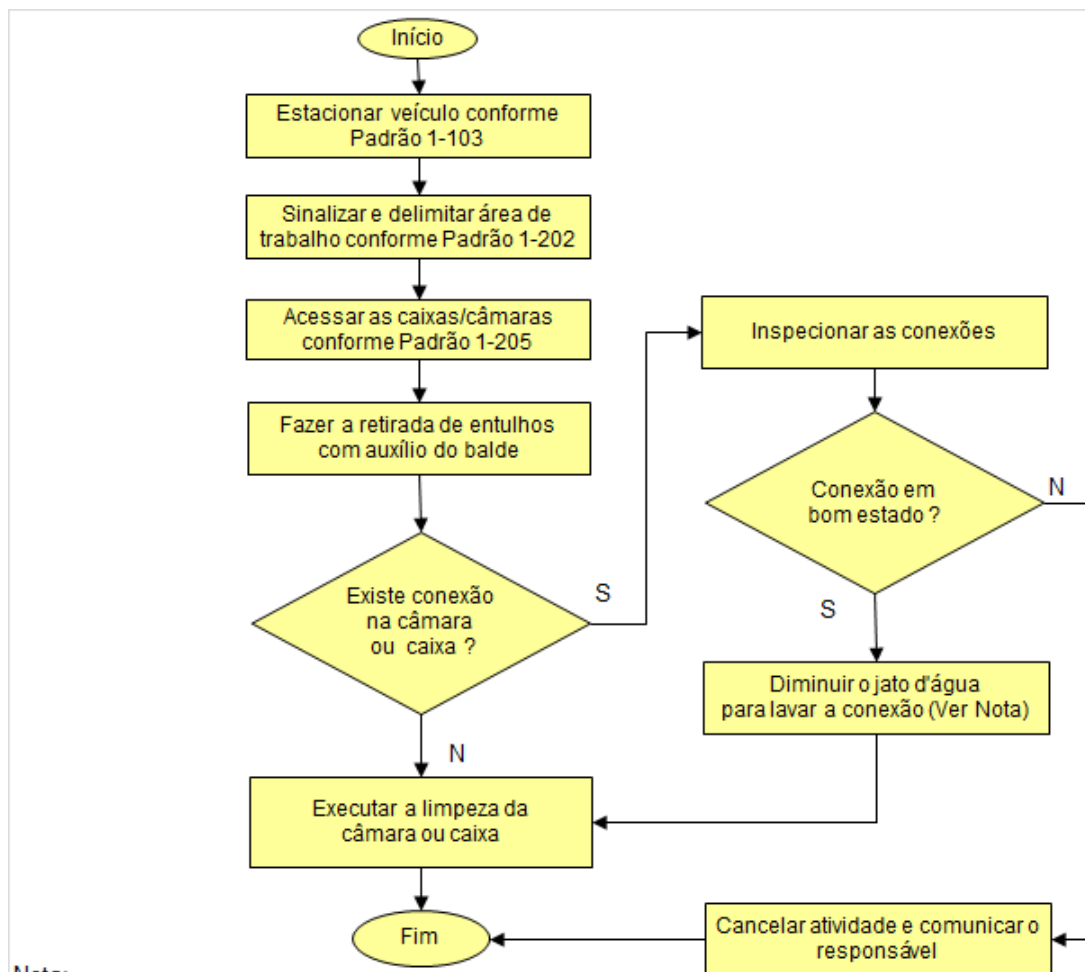 Início
Estacionar veículo conforme
Padrão 1-103
Sinalizar e delimitar área de
trabalho conforme Padrão 1-202
Acessar as caixas/câmaras
conforme Padrão 1-205
Fazer a retirada de entulhos
com auxílio do balde
Existe conexão
na câmara
ou caixa ?
S
N
Inspecionar as conexões
Conexão em
bom estado ?
N
S
Diminuir o jato d'água
para lavar a conexão (Ver Nota)
Executar a limpeza da
câmara ou caixa
Fim
Cancelar atividade e comunicar o
responsável